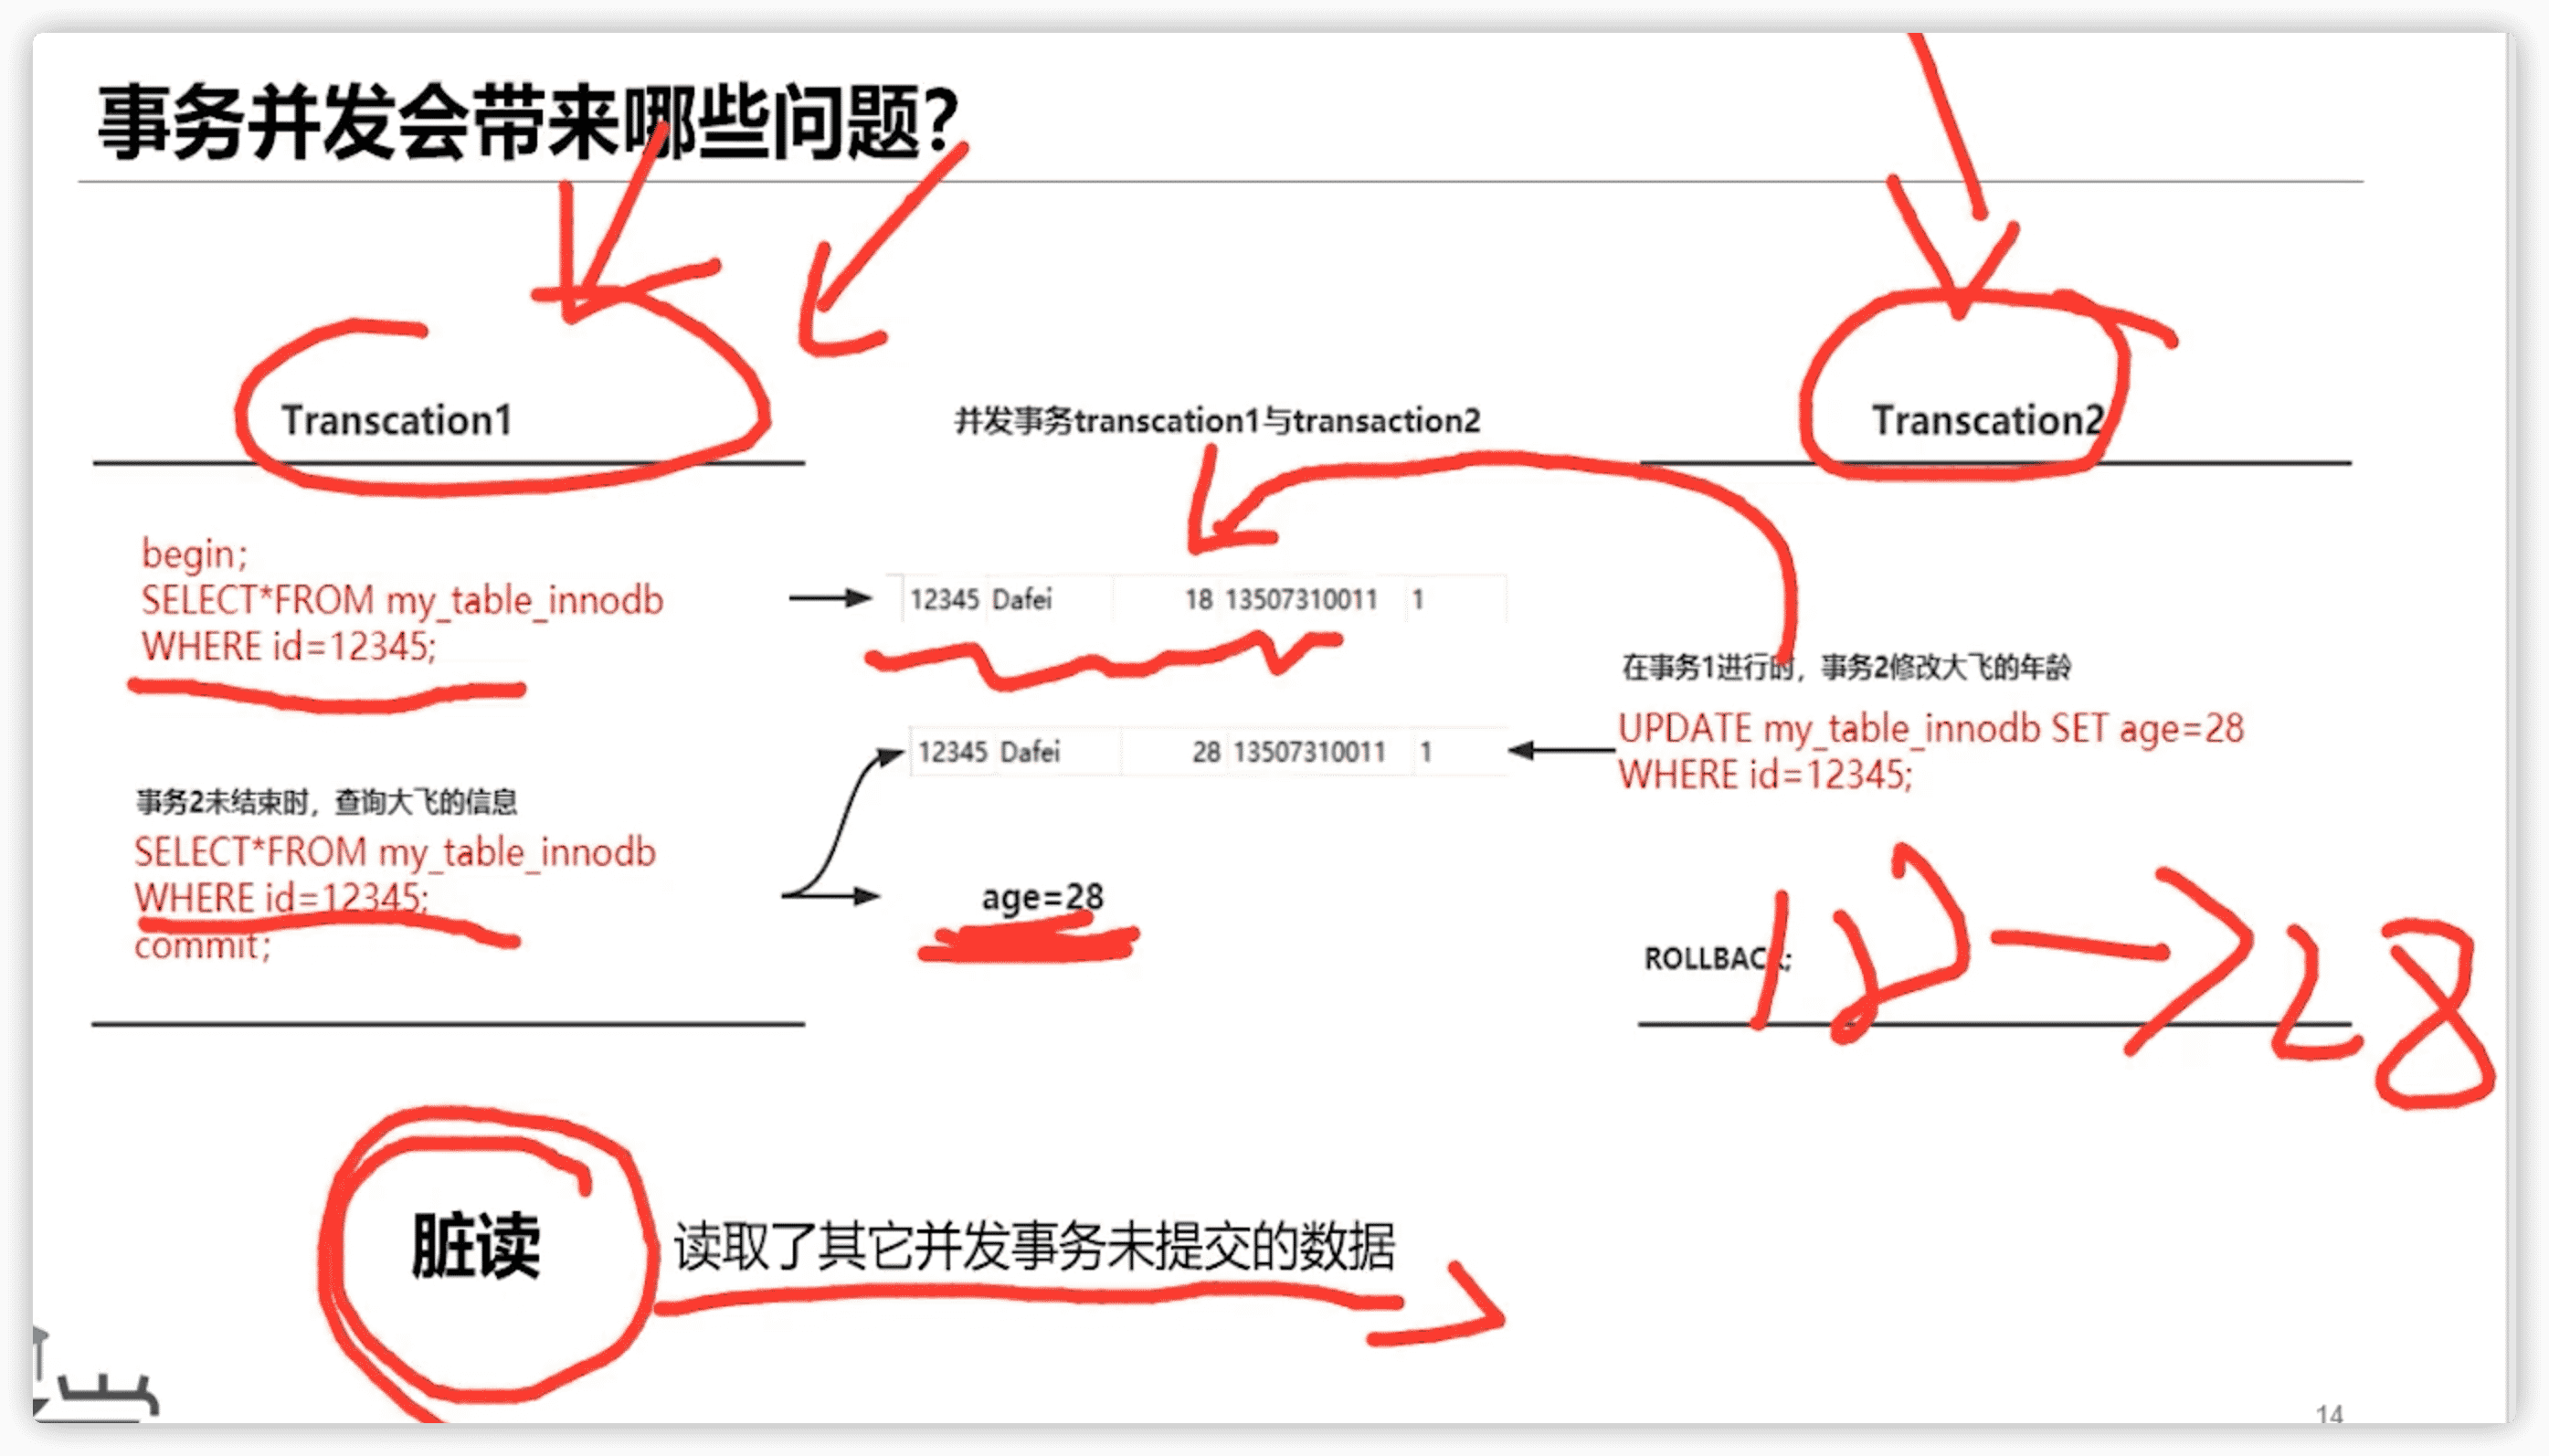 事务并发会带来哪些问题?
Transcation1
并发事务transcation1与transaction2
Transcation2
begin;
SELECT*FROM my_table_innodb
WHERE id=12345;
12345 Dafei 18 13507310011 1
在事务1进行时，事务2修改大飞的年龄
UPDATE my_table_innodb SET age=28
WHERE id=12345;
12345 Dafei 28 13507310011 1
事务2未结束时，查询大飞的信息
SELECT*FROM my_table_innodb
WHERE id=12345;
commit;
age=28
ROLLBACK;
28
脏读
读取了其它并发事务未提交的数据
14